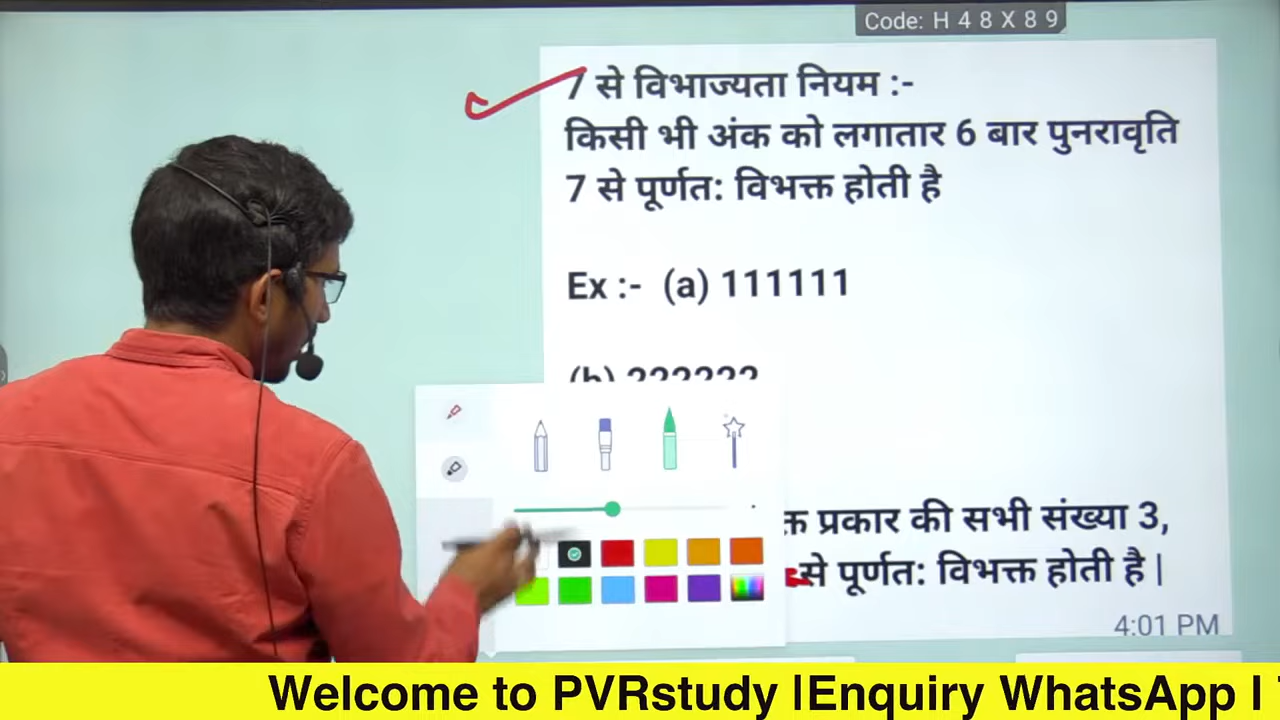 Code: H 4 8 X 8 9
7 से विभाज्यता नियम :-
किसी भी अंक को लगातार 6 बार पुनरावृति
7 से पूर्णत: विभक्त होती है
Ex :- (a) 111111
(b) 222222
प्रकार की सभी संख्या 3,
से पूर्णत: विभक्त होती है |
4:01 PM
Welcome to PVRstudy |Enquiry WhatsApp |